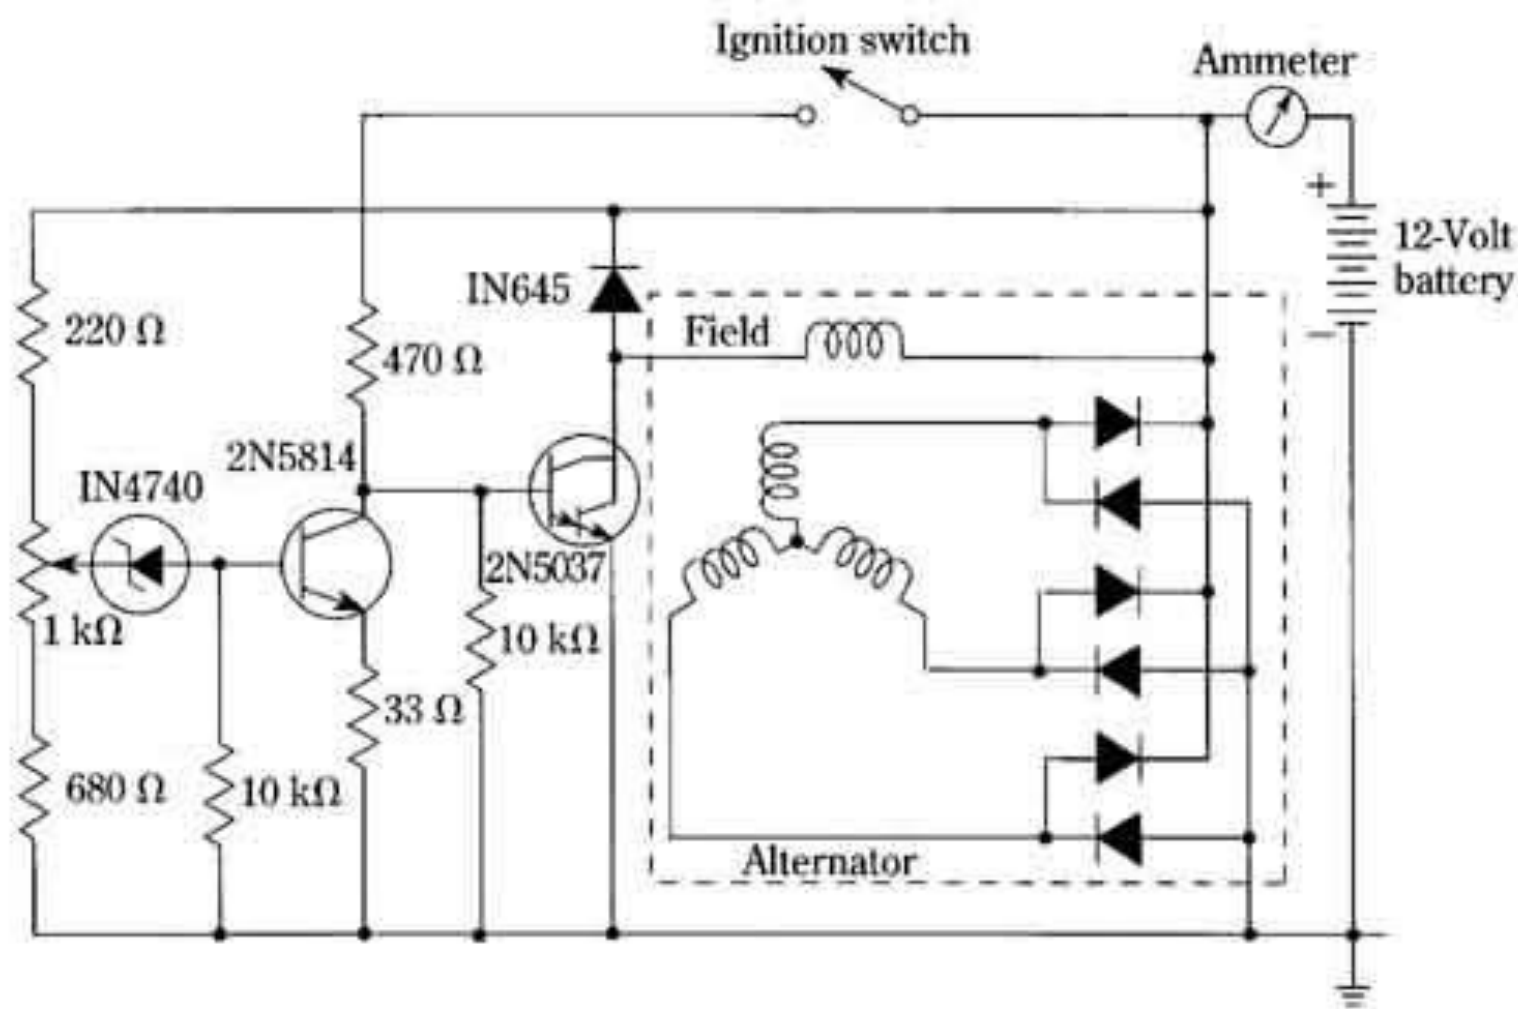 Ignition switch
Ammeter
+
12-Volt
battery
−
IN645
Field
220 Ω
470 Ω
2N5814
IN4740
2N5037
1 kΩ
10 kΩ
33 Ω
680 Ω
10 kΩ
Alternator